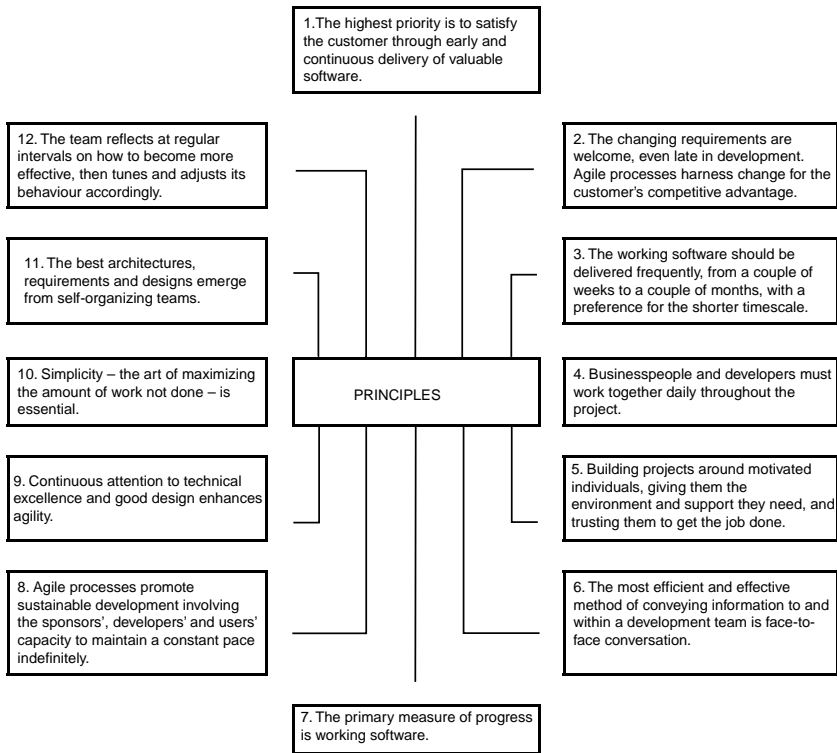 1.The highest priority is to satisfy
the customer through early and
continuous delivery of valuable
software.
12. The team reflects at regular
intervals on how to become more
effective, then tunes and adjusts its
behaviour accordingly.
2. The changing requirements are
welcome, even late in development.
Agile processes harness change for the
customer's competitive advantage.
11. The best architectures,
requirements and designs emerge
from self-organizing teams.
3. The working software should be
delivered frequently, from a couple of
weeks to a couple of months, with a
preference for the shorter timescale.
10. Simplicity – the art of maximizing
the amount of work not done – is
essential.
PRINCIPLES
4. Businesspeople and developers must
work together daily throughout the
project.
9. Continuous attention to technical
excellence and good design enhances
agility.
5. Building projects around motivated
individuals, giving them the
environment and support they need, and
trusting them to get the job done.
8. Agile processes promote
sustainable development involving
the sponsors', developers' and users'
capacity to maintain a constant pace
indefinitely.
6. The most efficient and effective
method of conveying information to and
within a development team is face-to-
face conversation.
7. The primary measure of progress
is working software.